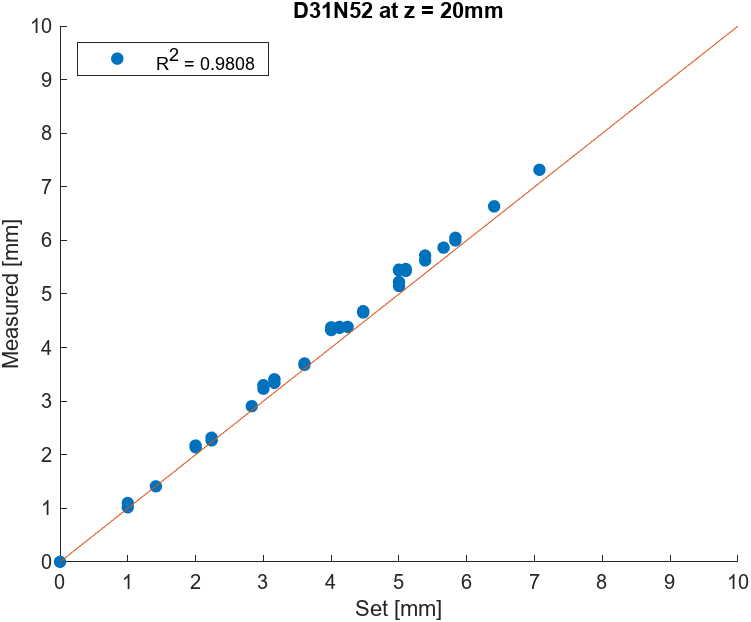 D31N52 at z = 20mm
R² = 0.9808
10
9
8
7
6
5
4
3
2
1
0
Measured [mm]
0 1 2 3 4 5 6 7 8 9 10
Set [mm]